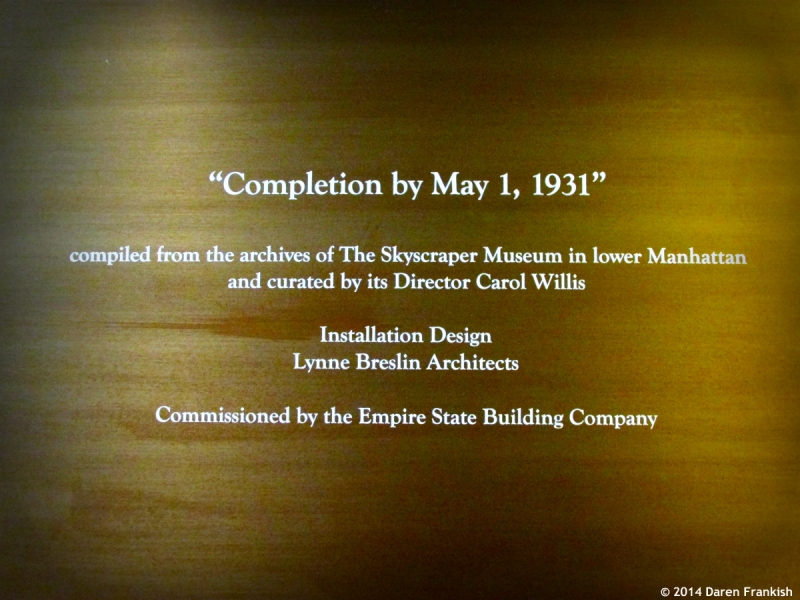 “Completion by May 1, 1931”
compiled from the archives of The Skyscraper Museum in lower Manhattan
and curated by its Director Carol Willis
Installation Design
Lynne Breslin Architects
Commissioned by the Empire State Building Company
© 2014 Daren Frankish